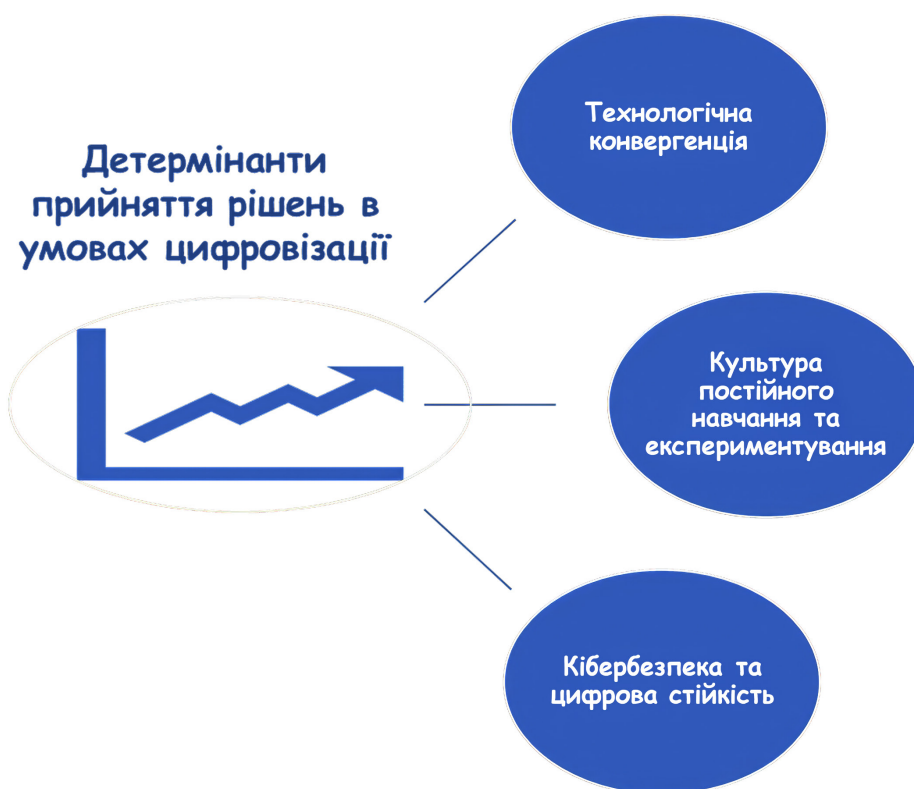 Детермінанти
прийняття рішень в
умовах цифровізації
Технологічна
конвергенція
Культура
постійного
навчання та
експериментування
Кібербезпека та
цифрова стійкість